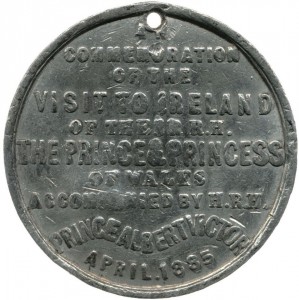 IN
COMMEMORATION
OF THE
VISIT TO IRELAND
OF THEIR R.H.
THE PRINCE & PRINCESS
OF WALES
ACCOMPANIED BY H.R.H.
PRINCE ALBERT VICTOR
APRIL. 1885